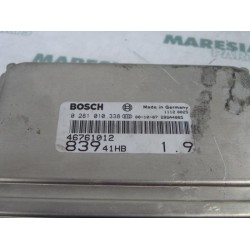 MARESIA
BOSCH Made in Germany
0 281 010 338
46761012
839 41HB 1.9